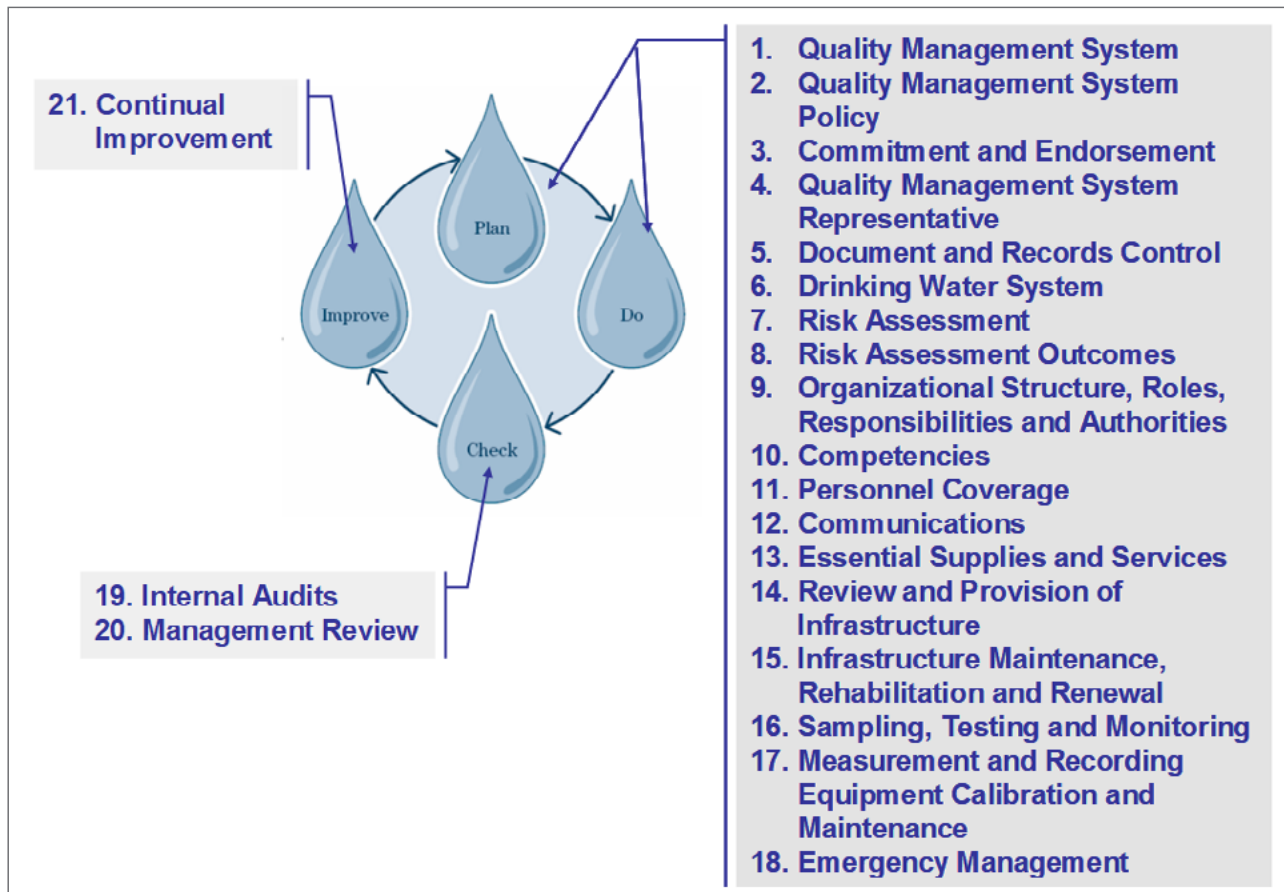 21. Continual
Improvement
Plan
Improve
Do
Check
19. Internal Audits
20. Management Review
1. Quality Management System
2. Quality Management System
Policy
3. Commitment and Endorsement
4. Quality Management System
Representative
5. Document and Records Control
6. Drinking Water System
7. Risk Assessment
8. Risk Assessment Outcomes
9. Organizational Structure, Roles,
Responsibilities and Authorities
10. Competencies
11. Personnel Coverage
12. Communications
13. Essential Supplies and Services
14. Review and Provision of
Infrastructure
15. Infrastructure Maintenance,
Rehabilitation and Renewal
16. Sampling, Testing and Monitoring
17. Measurement and Recording
Equipment Calibration and
Maintenance
18. Emergency Management